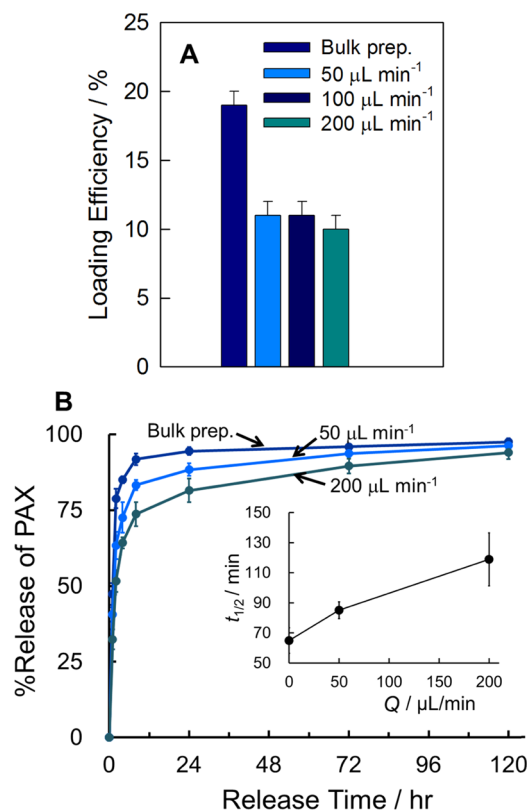 A
Bulk prep.
50 µL min⁻¹
100 µL min⁻¹
200 µL min⁻¹
Loading Efficiency / %
25
20
15
10
5
0
B
Bulk prep.
50 µL min⁻¹
200 µL min⁻¹
%Release of PAX
100
75
50
25
0
t1/2 / min
150
130
110
90
70
50
0 50 100 150 200
Q / µL/min
0 24 48 72 96 120
Release Time / hr